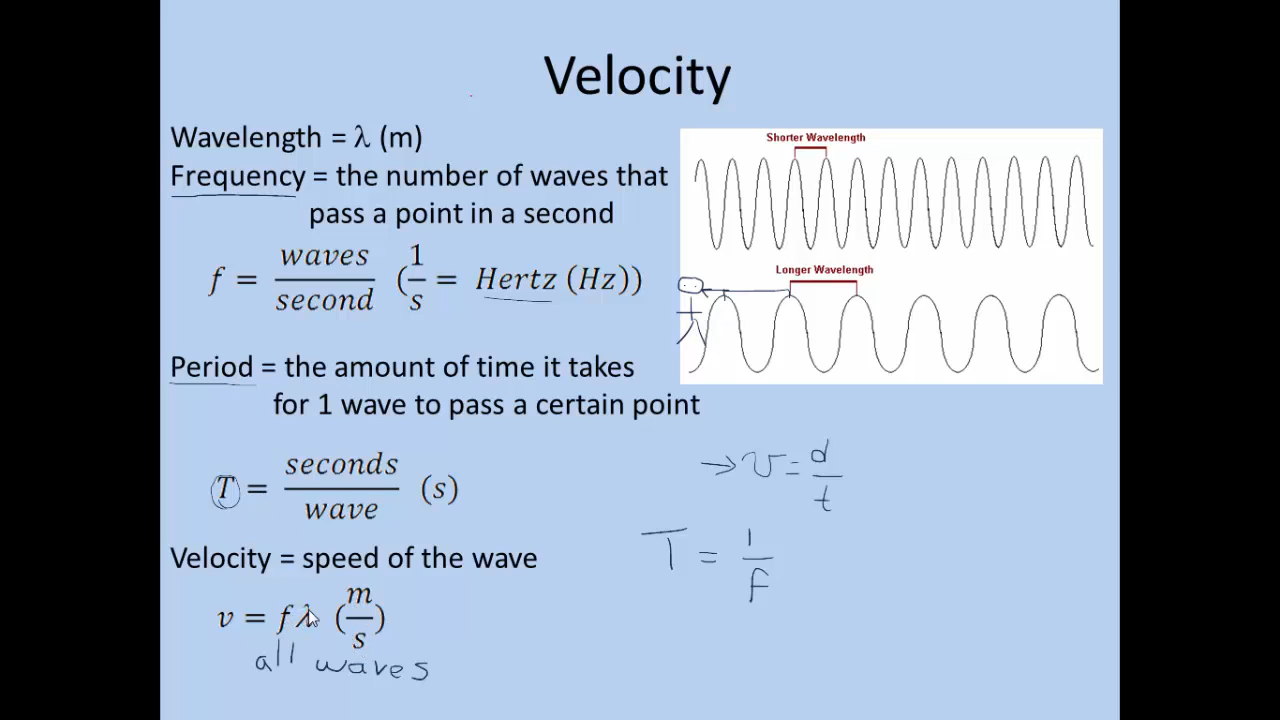 Velocity
Wavelength = λ (m)
Frequency = the number of waves that
pass a point in a second
f = waves/second (1/s = Hertz (Hz))
Period = the amount of time it takes
for 1 wave to pass a certain point
T = seconds/wave (s)
Velocity = speed of the wave
v = fλ (m/s)
all waves
Shorter Wavelength
Longer Wavelength
→ v = d/t
T = 1/f